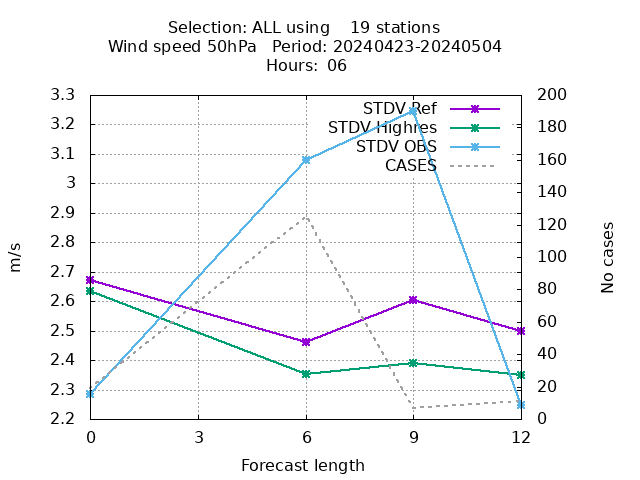 Selection: ALL using    19 stations
Wind speed 50hPa   Period: 20240423-20240504
Hours: 06
3.3
3.2
3.1
3
2.9
2.8
2.7
2.6
2.5
2.4
2.3
2.2
m/s
STDV Ref
STDV Highres
STDV OBS
CASES
200
180
160
140
120
100
80
60
40
20
0
No cases
0 3 6 9 12
Forecast length